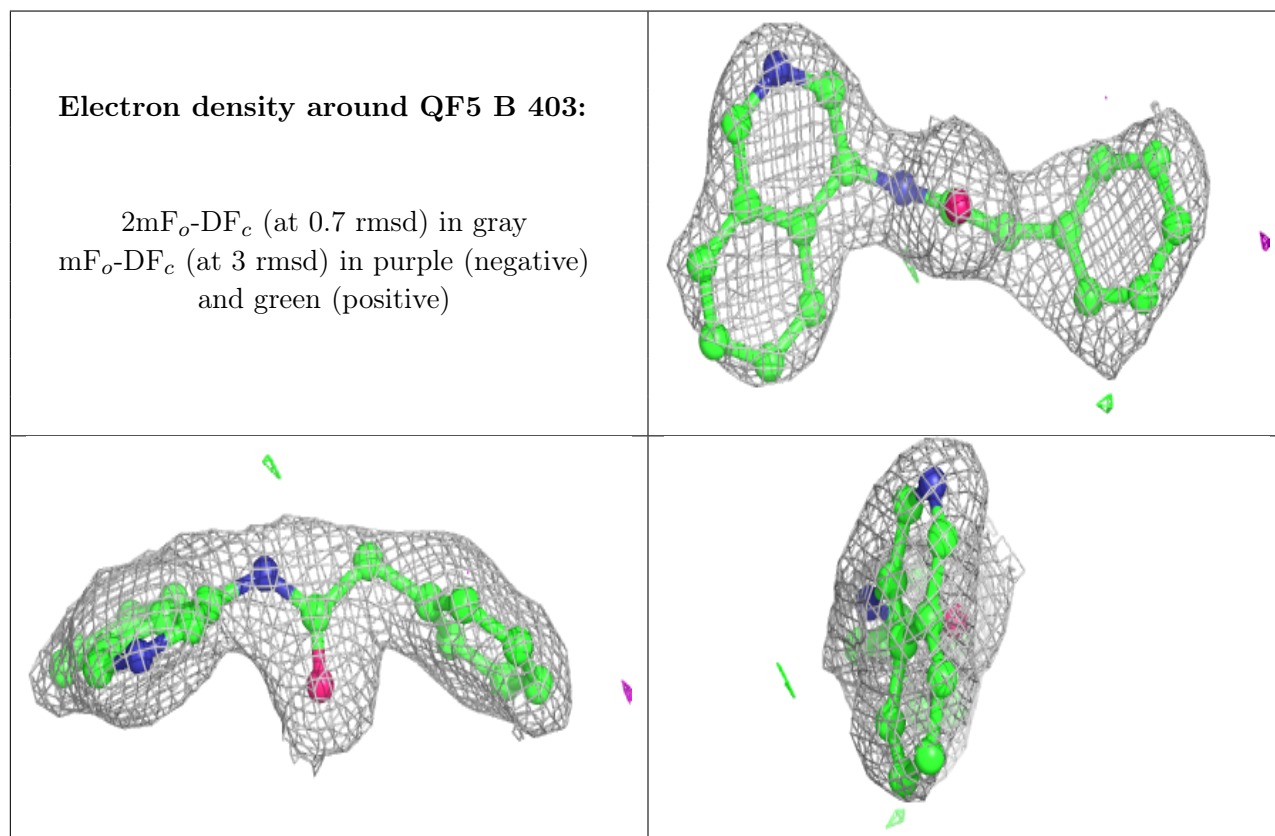 Electron density around QF5 B 403:
2mFo-DFc (at 0.7 rmsd) in gray
mFo-DFc (at 3 rmsd) in purple (negative)
and green (positive)